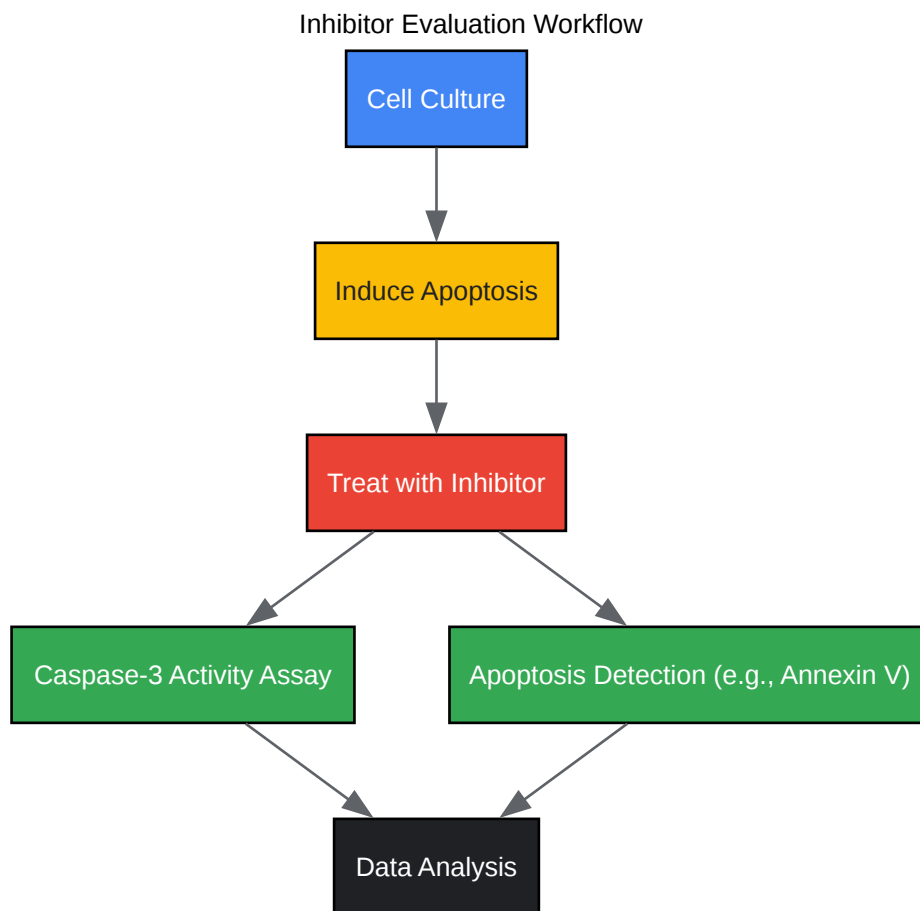 Inhibitor Evaluation Workflow
Cell Culture
Induce Apoptosis
Treat with Inhibitor
Caspase-3 Activity Assay
Apoptosis Detection (e.g., Annexin V)
Data Analysis